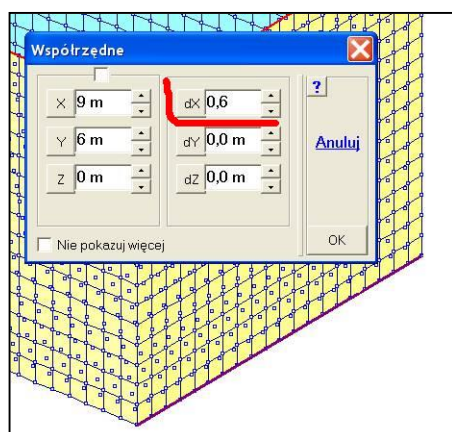 Współrzędne
X 9 m dX 0,6 ?
Y 6 m dY 0,0 m Anuluj
Z 0 m dZ 0,0 m
Nie pokazuj więcej OK